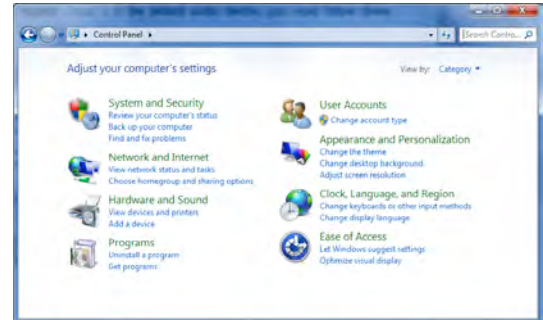 Control Panel
Search Contro...
Adjust your computer's settings
View by: Category
System and Security
Review your computer's status
Back up your computer
Find and fix problems
Network and Internet
View network status and tasks
Choose homegroup and sharing options
Hardware and Sound
View devices and printers
Add a device
Programs
Uninstall a program
Get programs
User Accounts
Change account type
Appearance and Personalization
Change the theme
Change desktop background
Adjust screen resolution
Clock, Language, and Region
Change keyboards or other input methods
Change display language
Ease of Access
Let Windows suggest settings
Optimize visual display